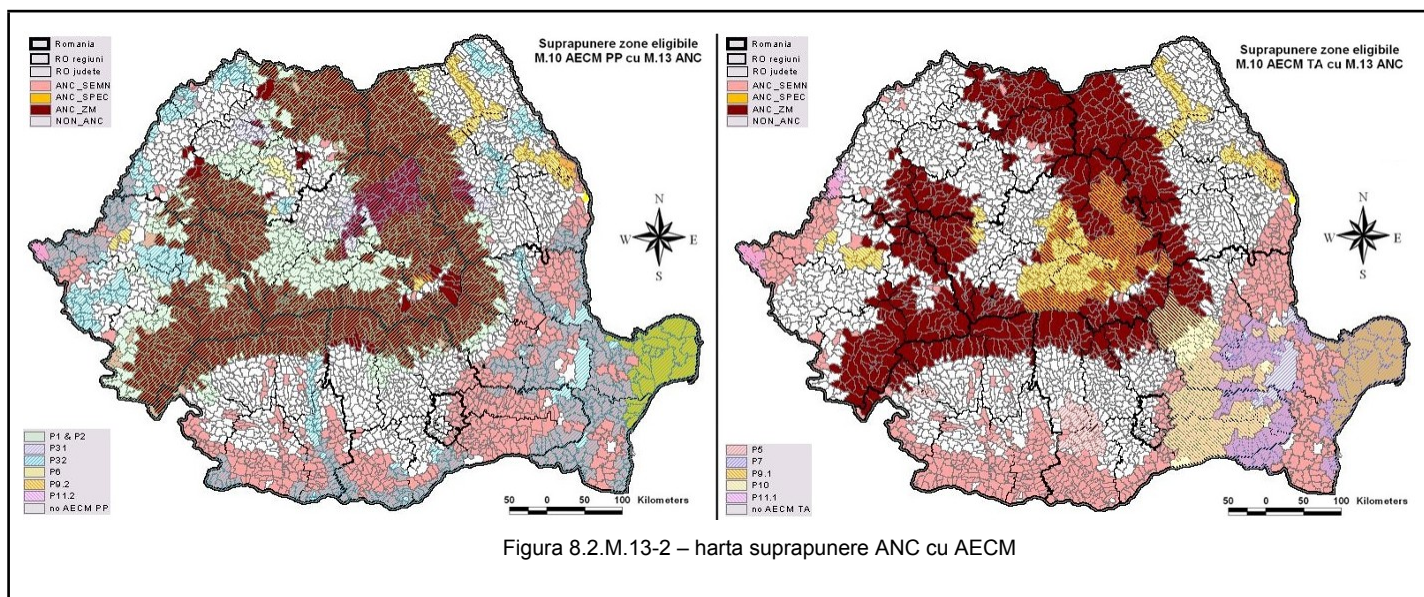 Romania
RO regiuni
RO judete
ANC_SEMN
ANC_SPEC
ANC_ZM
NON_ANC
Suprapunere zone eligibile
M.10 AECM PP cu M.13 ANC
N
W E
S
P1 & P2
P31
P32
P6
P9.2
P11.2
no AECM PP
50 0 50 100 Kilometers
Romania
RO regiuni
RO judete
ANC_SEMN
ANC_SPEC
ANC_ZM
NON_ANC
Suprapunere zone eligibile
M.10 AECM TA cu M.13 ANC
N
W E
S
P5
P7
P9.1
P10
P11.1
no AECM TA
50 0 50 100 Kilometers
Figura 8.2.M.13-2 – harta suprapunere ANC cu AECM